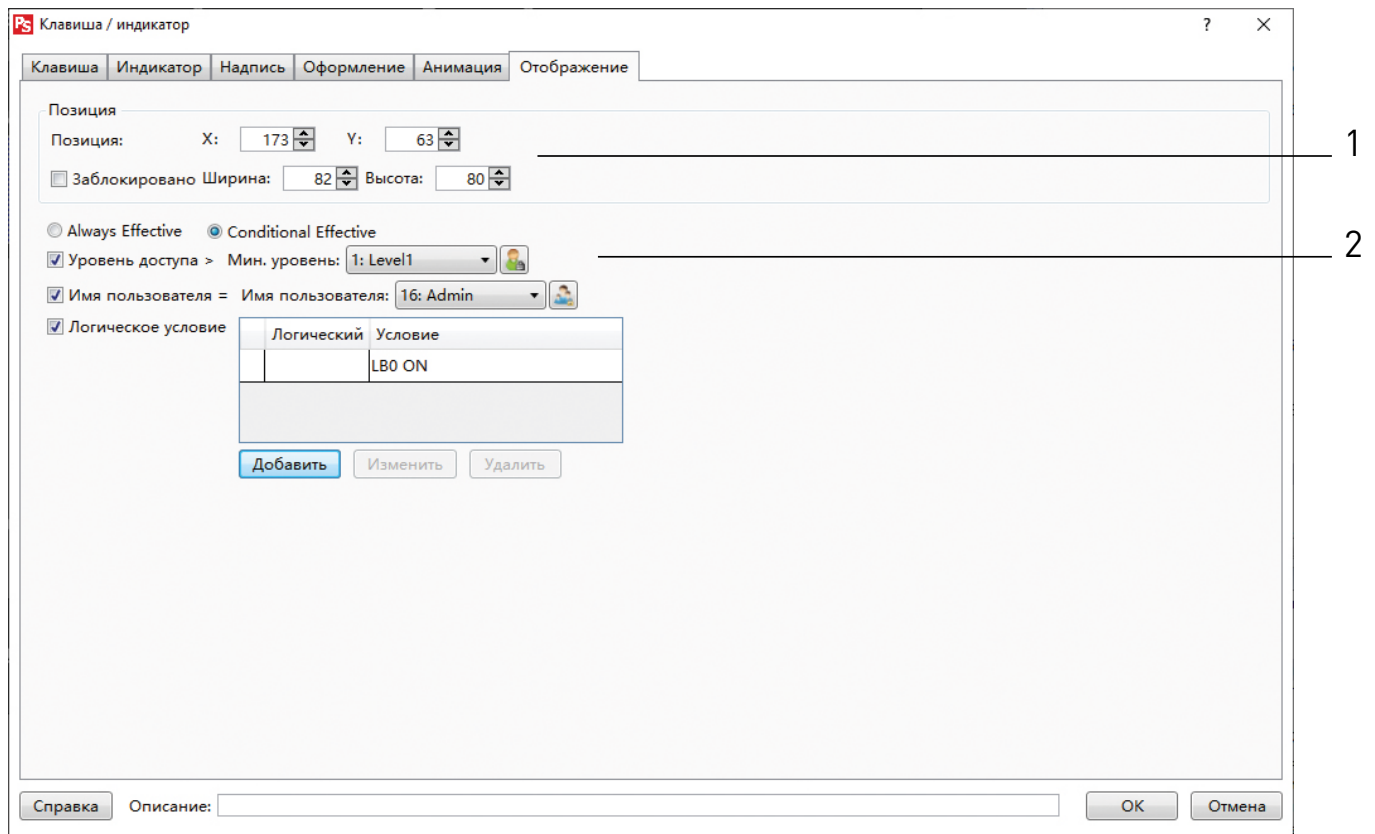 PS Клавиша / индикатор ?
Клавиша Индикатор Надпись Оформление Анимация Отображение
Позиция
Позиция: X: 173 Y: 63
1
Заблокировано Ширина: 82 Высота: 80
Always Effective Conditional Effective
2
Уровень доступа > Мин. уровень: 1: Level1
Имя пользователя = Имя пользователя: 16: Admin
Логическое условие
Логический Условие
LB0 ON
Добавить Изменить Удалить
Справка Описание: OK Отмена